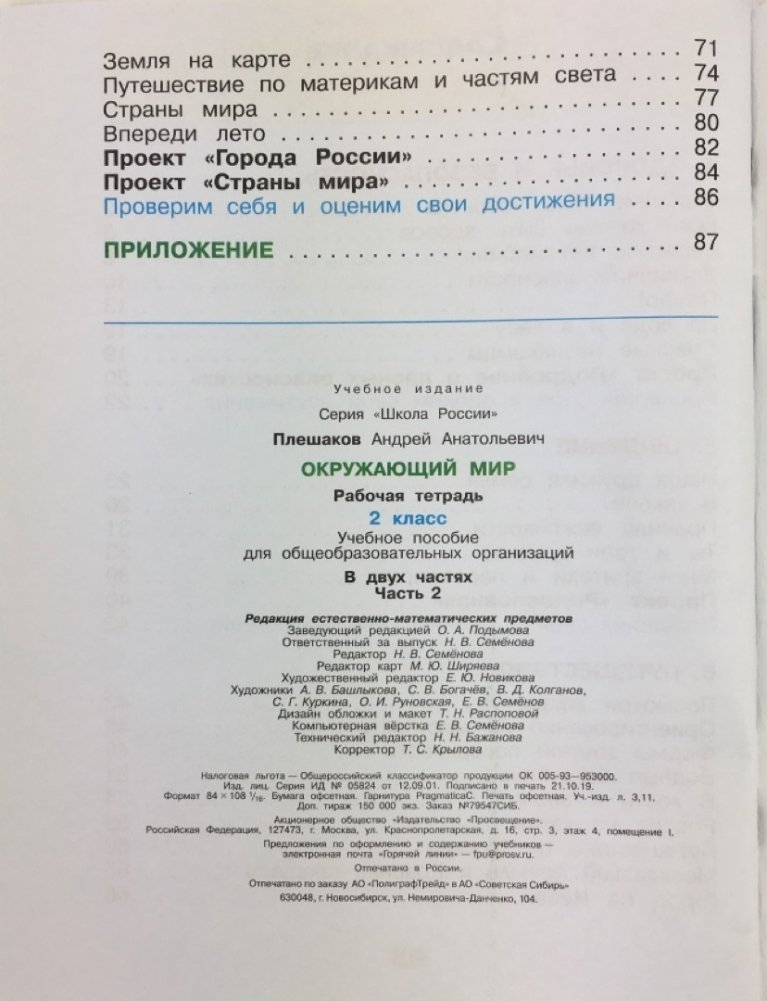 Земля на карте . . . . . . . . . . . . . . . . . . . . . . . . . 71
Путешествие по материкам и частям света . . . . 74
Страны мира . . . . . . . . . . . . . . . . . . . . . . . . . . . 77
Впереди лето . . . . . . . . . . . . . . . . . . . . . . . . . . . 80
Проект «Города России» . . . . . . . . . . . . . . . . . 82
Проект «Страны мира» . . . . . . . . . . . . . . . . . . . 84
Проверим себя и оценим свои достижения . . . . 86
ПРИЛОЖЕНИЕ . . . . . . . . . . . . . . . . . . . . . . . . . . 87
Учебное издание
Серия «Школа России»
Плешаков Андрей Анатольевич
ОКРУЖАЮЩИЙ МИР
Рабочая тетрадь
2 класс
Учебное пособие
для общеобразовательных организаций
В двух частях
Часть 2
Редакция естественно-математических предметов
Заведующий редакцией О. А. Подымова
Ответственный за выпуск Н. В. Семёнова
Редактор Н. В. Семёнова
Редактор карт М. Ю. Ширяева
Художественный редактор Е. Ю. Новикова
Художники А. В. Башлыкова, С. В. Богачёв, В. Д. Колганов,
С. Г. Куркина, О. И. Руновская, Е. В. Семёнов
Дизайн обложки и макет Т. Н. Распоповой
Компьютерная вёрстка Е. В. Семёнова
Технический редактор Н. Н. Бажанова
Корректор Т. С. Крылова
Налоговая льгота — Общероссийский классификатор продукции ОК 005-93—953000.
Изд. лиц. Серия ИД № 05824 от 12.09.01. Подписано в печать 21.10.19.
Формат 84 × 108 1/16. Бумага офсетная. Гарнитура PragmaticaC. Печать офсетная. Уч.-изд. л. 3,11.
Доп. тираж 150 000 экз. Заказ №79547СИБ.
Акционерное общество «Издательство «Просвещение».
Российская Федерация, 127473, г. Москва, ул. Краснопролетарская, д. 16, стр. 3, этаж 4, помещение I.
Предложения по оформлению и содержанию учебников —
электронная почта «Горячей линии» — fpu@prosv.ru.
Отпечатано в России.
Отпечатано по заказу АО «ПолиграфТрейд» в АО «Советская Сибирь»
630048, г. Новосибирск, ул. Немировича-Данченко, 104.